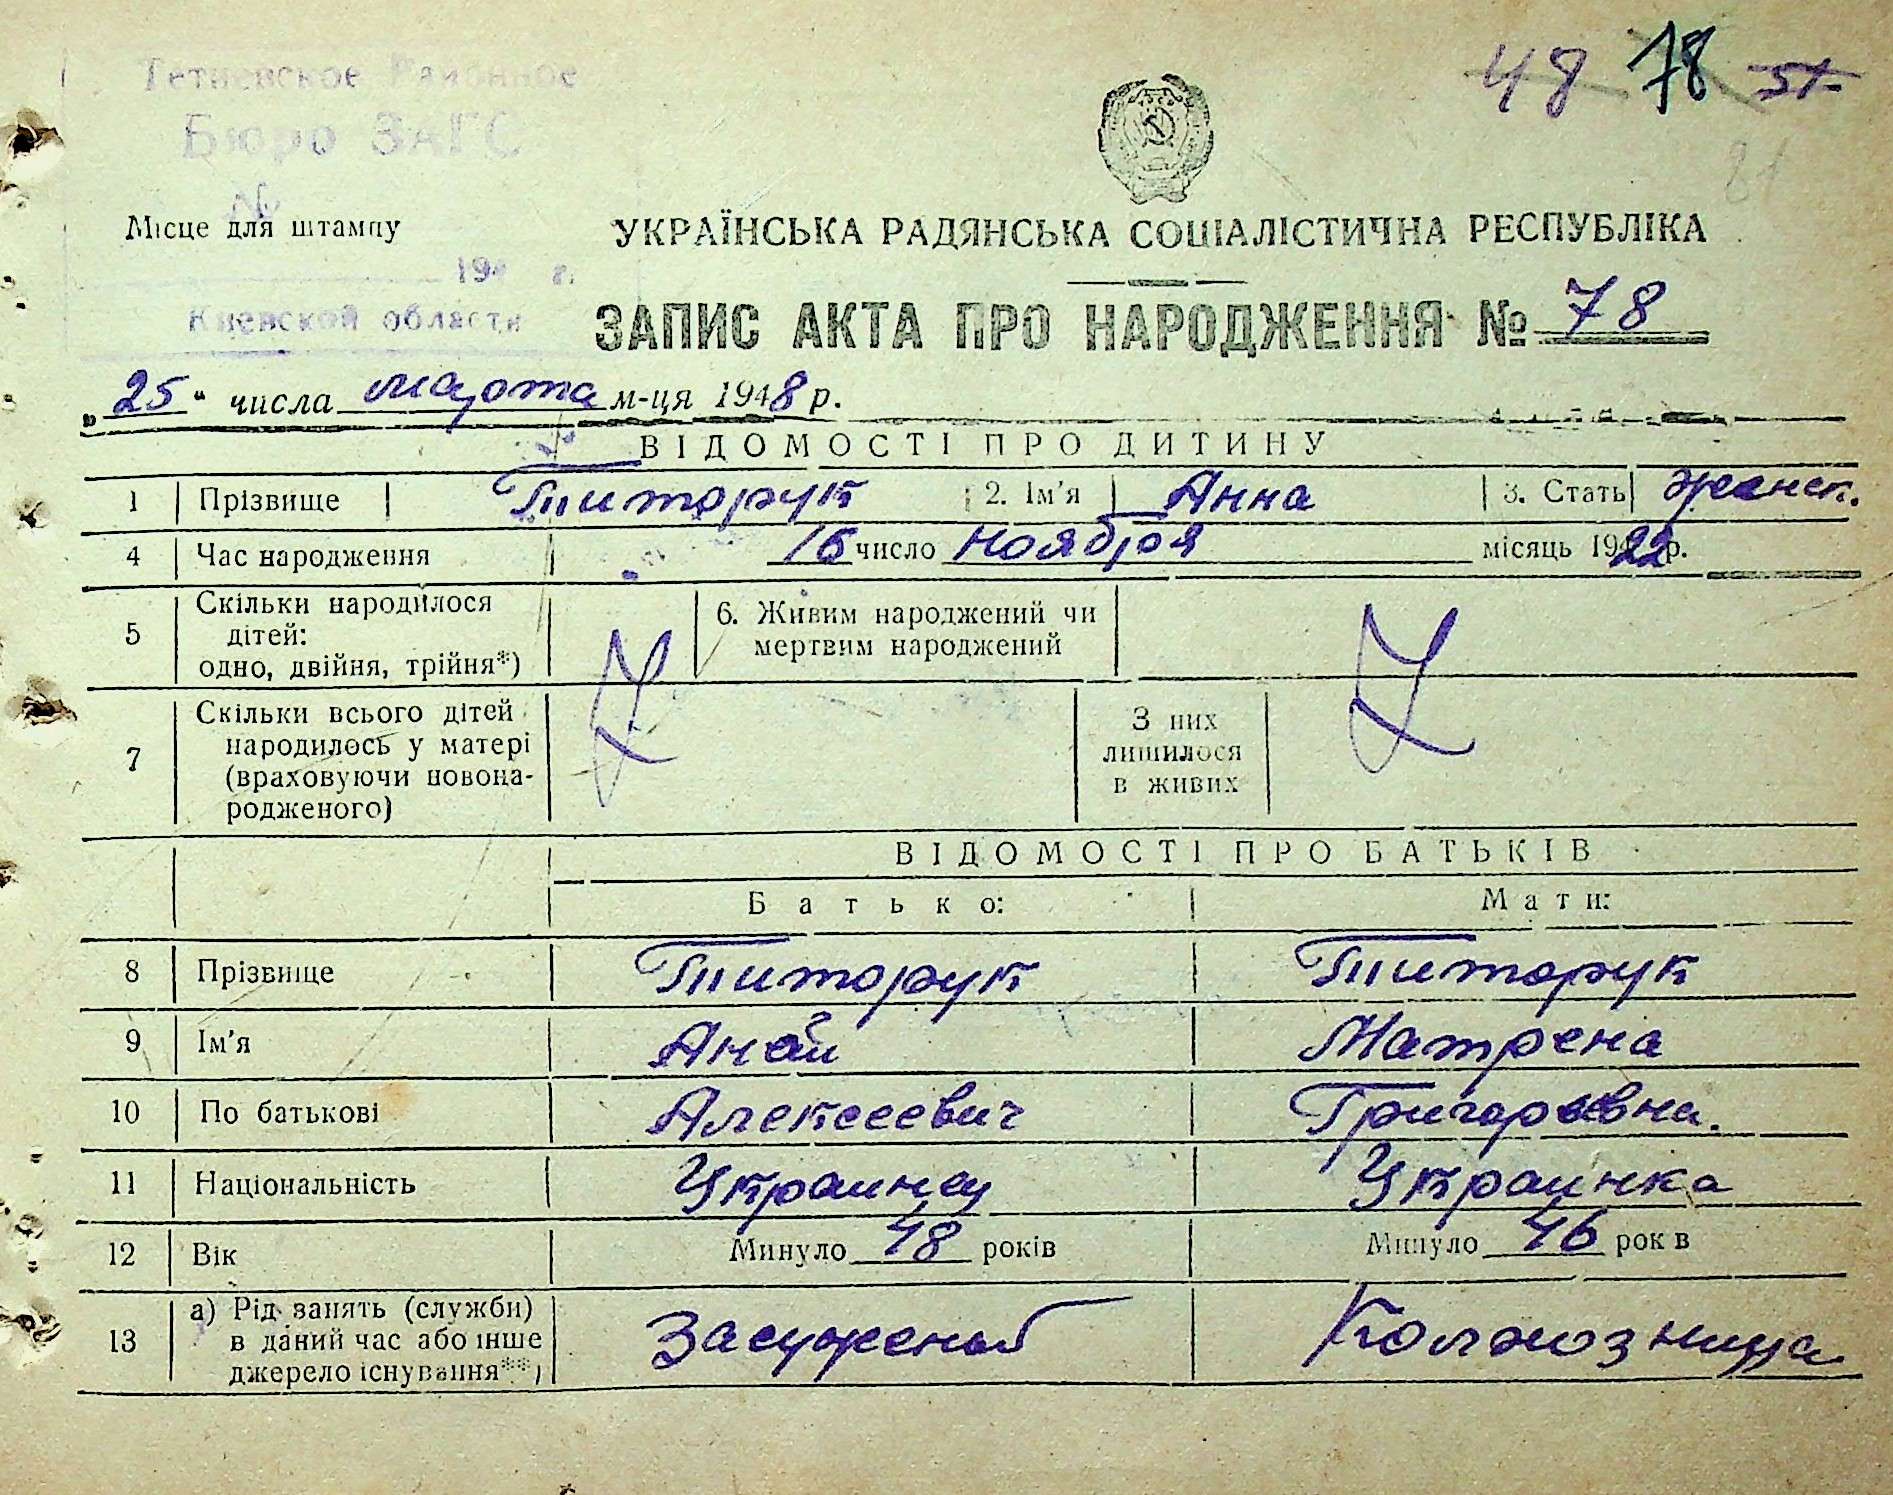 48 78 51
81
Тетиевское Районное
Бюро ЗАГС
№
Місце для штампу
194 г.
Киевской области
УКРАЇНСЬКА РАДЯНСЬКА СОЦІАЛІСТИЧНА РЕСПУБЛІКА
ЗАПИС АКТА ПРО НАРОДЖЕННЯ № 78
„25“ числа марта м-ця 1948 р.
ВІДОМОСТІ ПРО ДИТИНУ
1 Прізвище Титорук 2. Ім'я Анна 3. Стать женск.
4 Час народження 16 число ноября місяць 1922 р.
5 Скільки народилося дітей: одно, двійня, трійня*) 6. Живим народжений чи мертвим народжений
7 Скільки всього дітей народилось у матері (враховуючи новонародженого) З них лишилося в живих
ВІДОМОСТІ ПРО БАТЬКІВ
Батько: Мати:
8 Прізвище Титорук Титорук
9 Ім'я Матрена
10 По батькові Алексеевич Григорьевна.
11 Національність Украинец Украинка
12 Вік Минуло 48 років Минуло 46 рок в
13 а) Рід занять (служби) в даний час або інше джерело існування**) Колхозница